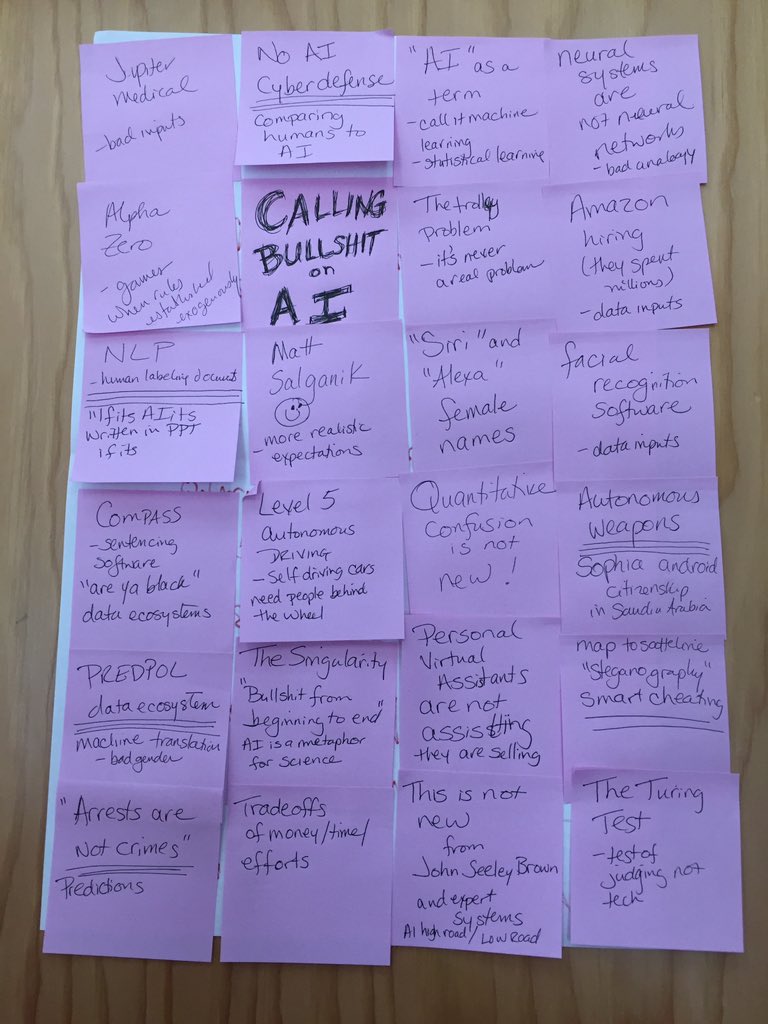 Jupiter
medical
-bad inputs
No AI
Cyberdefense
comparing
humans to
AI
"AI" as a
term
-call it machine
learning
-statistical learning
neural
systems
are
not neural
networks
- bad analogy
Alpha
Zero
- games
when rules
established
exogenously
CALLING
BULLSHIT
on
AI
The trolly
problem
- it's never
a real problem
Amazon
hiring
(they spent
millions)
- data inputs
NLP
- human labeling documents
"If its AI its
written in PPT
if its
Matt
Salganik
- more realistic
expectations
"Siri" and
"Alexa"
female
names
facial
recognition
software
- data inputs
COMPASS
-sentencing
software
"are ya black"
data ecosystems
Level 5
autonomous
DRIVING
- Self driving cars
need people behind
the wheel
Quantitative
confusion
is not
new!
Autonomous
weapons
Sophia android
citizenship
in Saudia Arabia
PREDPOL
data ecosystem
machine translation
- bad gender
The Singularity
"Bullshit from
beginning to end"
AI is a metaphor
for science
Personal
Virtual
Assistants
are not
assisting
they are selling
map to
"Steganography"
Smart cheating
"Arrests are
Not crimes"
Predictions
Tradeoffs
of money/time/
efforts
This is not
new
from
John Seeley Brown
and expert
systems
AI high road/Low Road
The Turing
Test
- test of
judging not
tech